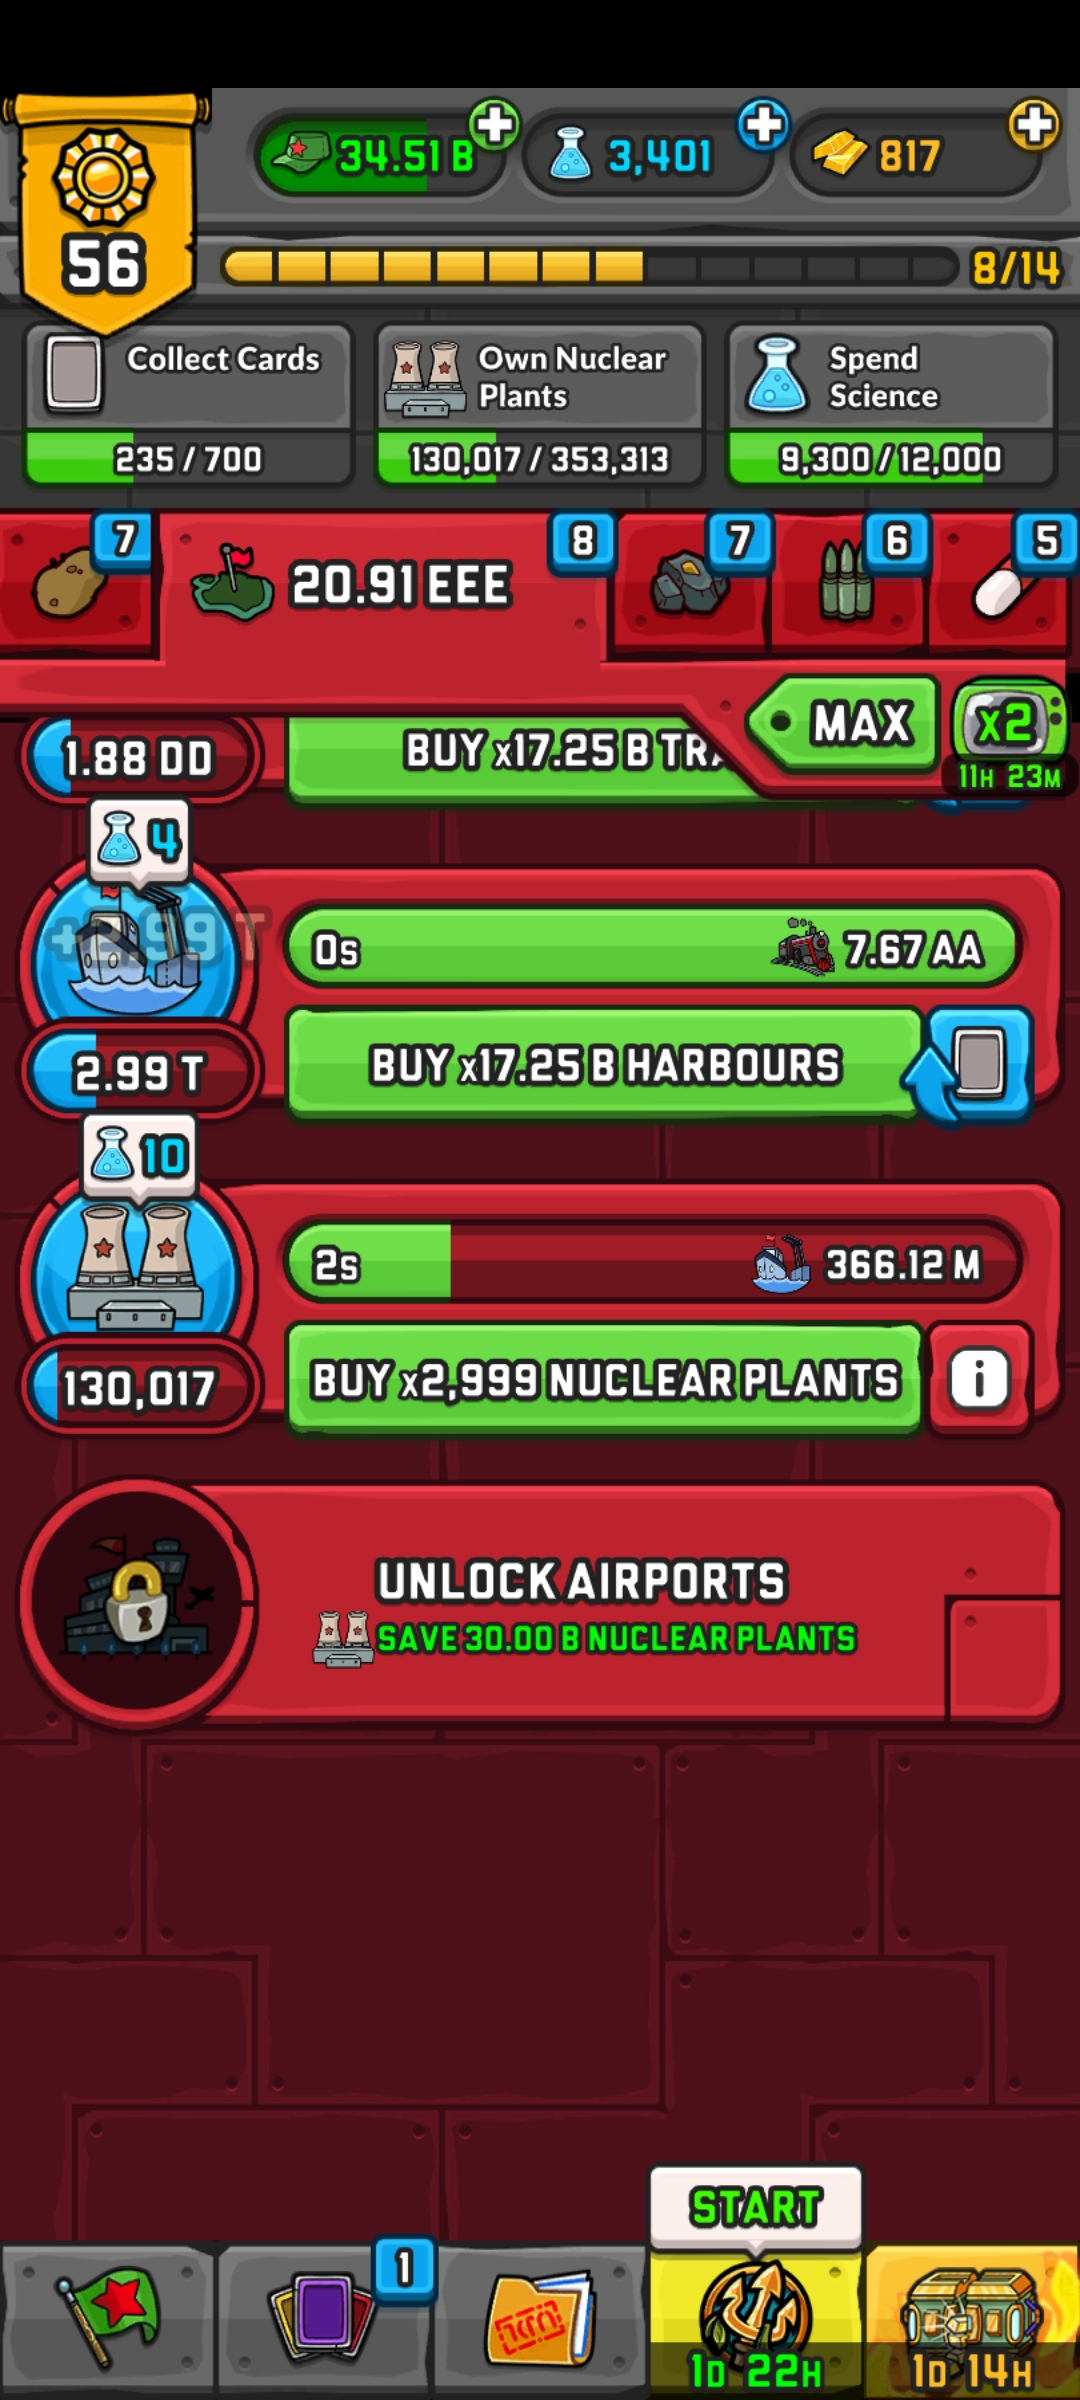 34.51 B
3,401
817
56
8/14
Collect Cards
235 / 700
Own Nuclear
Plants
130,017 / 353,313
Spend
Science
9,300 / 12,000
7
20.91 EEE
8
7
6
5
MAX
x2
11H 23M
1.88 DD
BUY x17.25 B
4
0s
7.67 AA
2.99 T
BUY x17.25 B HARBOURS
10
2s
366.12 M
130,017
BUY x2,999 NUCLEAR PLANTS
i
UNLOCK AIRPORTS
SAVE 30.00 B NUCLEAR PLANTS
START
1
1D 22H
1D 14H